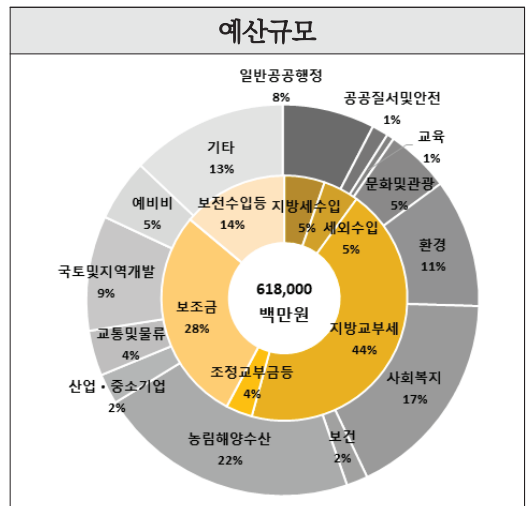 예산규모
일반공공행정
8%
공공질서및안전
1%
교육
1%
문화및관광
5%
환경
11%
사회복지
17%
보건
2%
농림해양수산
22%
산업・중소기업
2%
교통및물류
4%
국토및지역개발
9%
예비비
5%
기타
13%
지방세수입
5%
세외수입
5%
지방교부세
44%
조정교부금등
4%
보조금
28%
보전수입등
14%
618,000
백만원